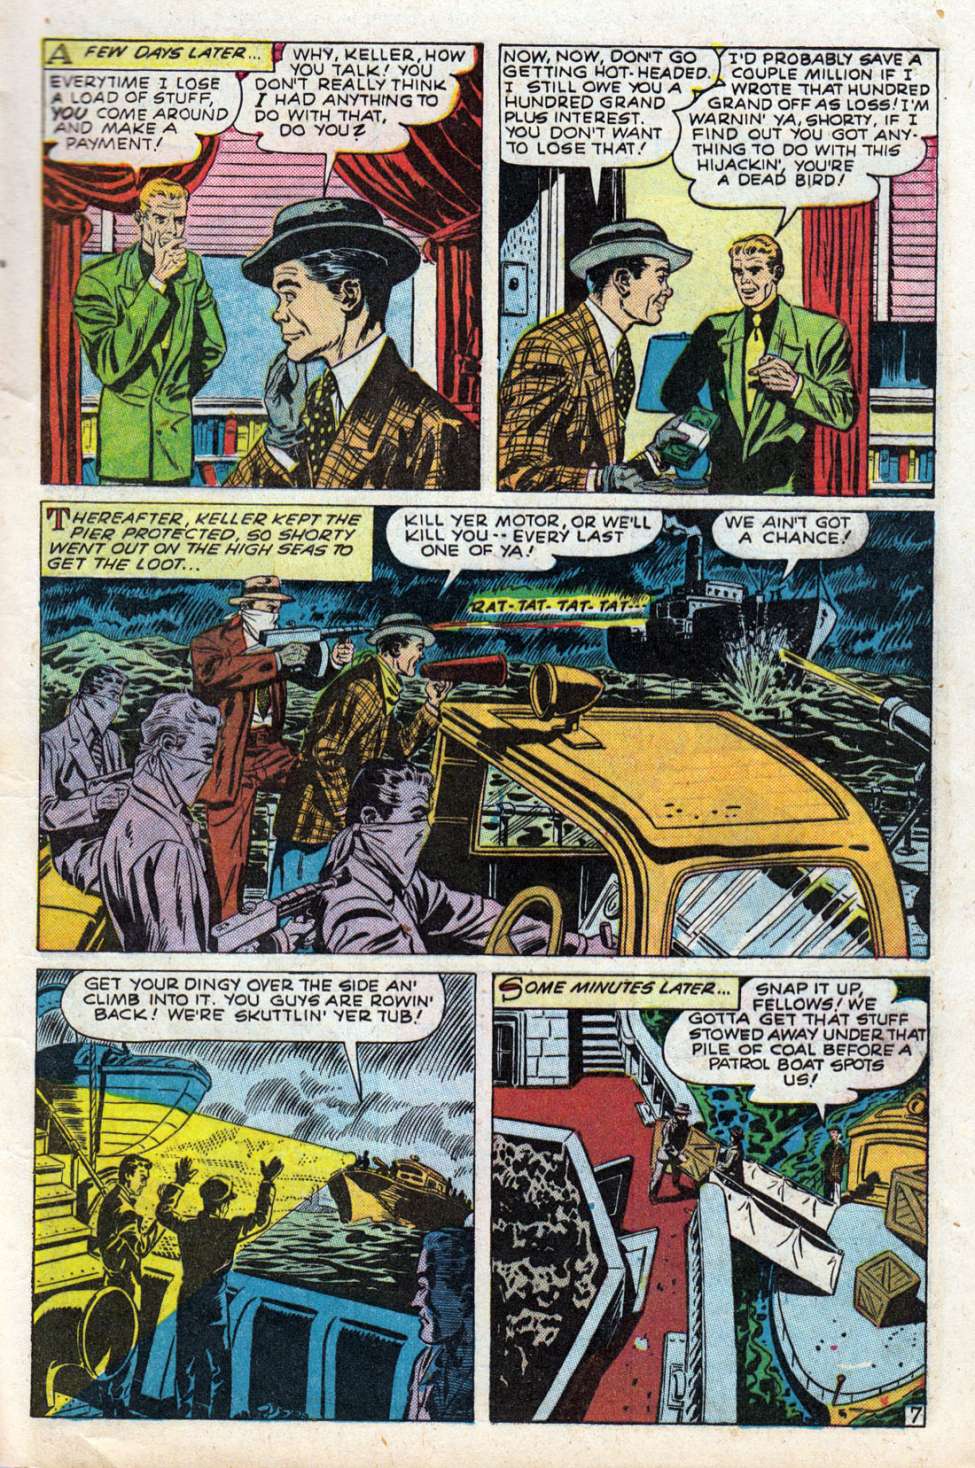 A FEW DAYS LATER...
EVERYTIME I LOSE
A LOAD OF STUFF,
YOU COME AROUND
AND MAKE A
PAYMENT!
WHY, KELLER, HOW
YOU TALK! YOU
DON'T REALLY THINK
I HAD ANYTHING TO
DO WITH THAT,
DO YOU?
NOW, NOW, DON'T GO
GETTING HOT-HEADED.
I STILL OWE YOU A
HUNDRED GRAND
PLUS INTEREST.
YOU DON'T WANT
TO LOSE THAT!
I'D PROBABLY SAVE A
COUPLE MILLION IF I
WROTE THAT HUNDRED
GRAND OFF AS LOSS! I'M
WARNIN' YA, SHORTY, IF I
FIND OUT YOU GOT ANY-
THING TO DO WITH THIS
HIJACKIN', YOU'RE
A DEAD BIRD!
THEREAFTER, KELLER KEPT THE
PIER PROTECTED, SO SHORTY
WENT OUT ON THE HIGH SEAS TO
GET THE LOOT...
KILL YER MOTOR, OR WE'LL
KILL YOU -- EVERY LAST
ONE OF YA!
RAT-TAT-TAT-TAT---
WE AIN'T GOT
A CHANCE!
GET YOUR DINGY OVER THE SIDE AN'
CLIMB INTO IT. YOU GUYS ARE ROWIN'
BACK! WE'RE SKUTTLIN' YER TUB!
SOME MINUTES LATER...
SNAP IT UP,
FELLOWS! WE
GOTTA GET THAT STUFF
STOWED AWAY UNDER THAT
PILE OF COAL BEFORE A
PATROL BOAT SPOTS
US!
7